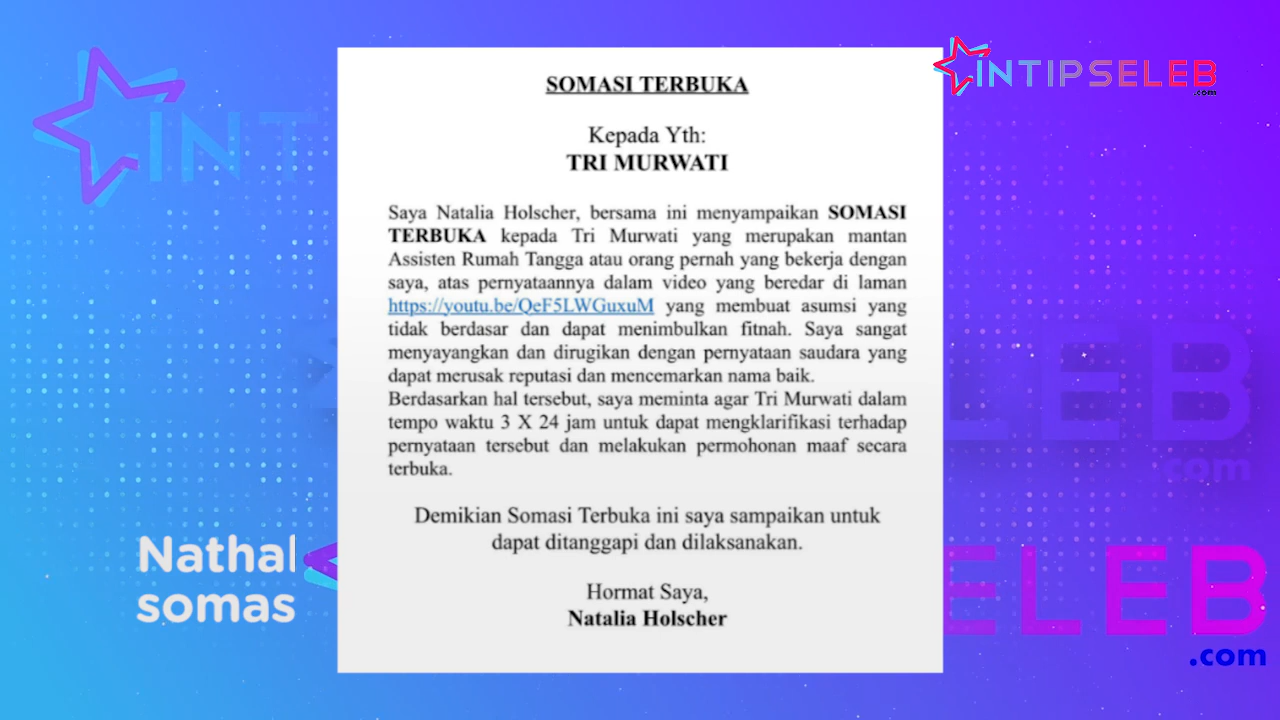 INTIPSELEB
.com
INT
SOMASI TERBUKA
Kepada Yth:
TRI MURWATI
Saya Natalia Holscher, bersama ini menyampaikan SOMASI
TERBUKA kepada Tri Murwati yang merupakan mantan
Assisten Rumah Tangga atau orang pernah yang bekerja dengan
saya, atas pernyataannya dalam video yang beredar di laman
https://youtu.be/QeF5LWGuxuM yang membuat asumsi yang
tidak berdasar dan dapat menimbulkan fitnah. Saya sangat
menyayangkan dan dirugikan dengan pernyataan saudara yang
dapat merusak reputasi dan mencemarkan nama baik.
Berdasarkan hal tersebut, saya meminta agar Tri Murwati dalam
tempo waktu 3 X 24 jam untuk dapat mengklarifikasi terhadap
pernyataan tersebut dan melakukan permohonan maaf secara
terbuka.
Demikian Somasi Terbuka ini saya sampaikan untuk
dapat ditanggapi dan dilaksanakan.
Hormat Saya,
Natalia Holscher
LEB
com
Nathal
somas
ELEB
.com